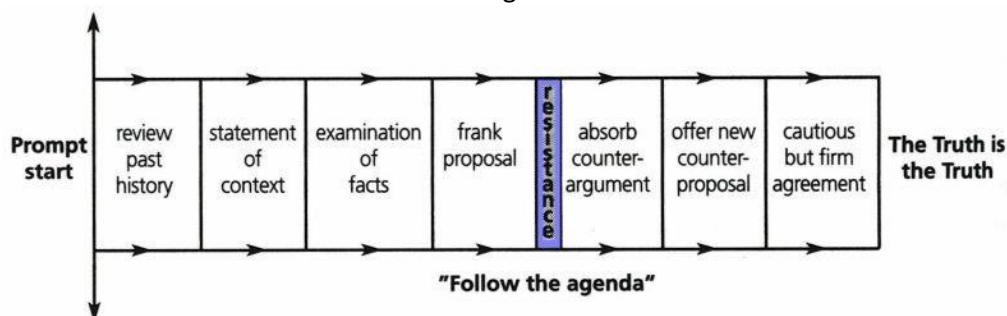 Prompt
start
review
past
history
statement
of
context
examination
of
facts
frank
proposal
resistance
absorb
counter-
argument
offer new
counter-
proposal
cautious
but firm
agreement
The Truth is
the Truth
"Follow the agenda"